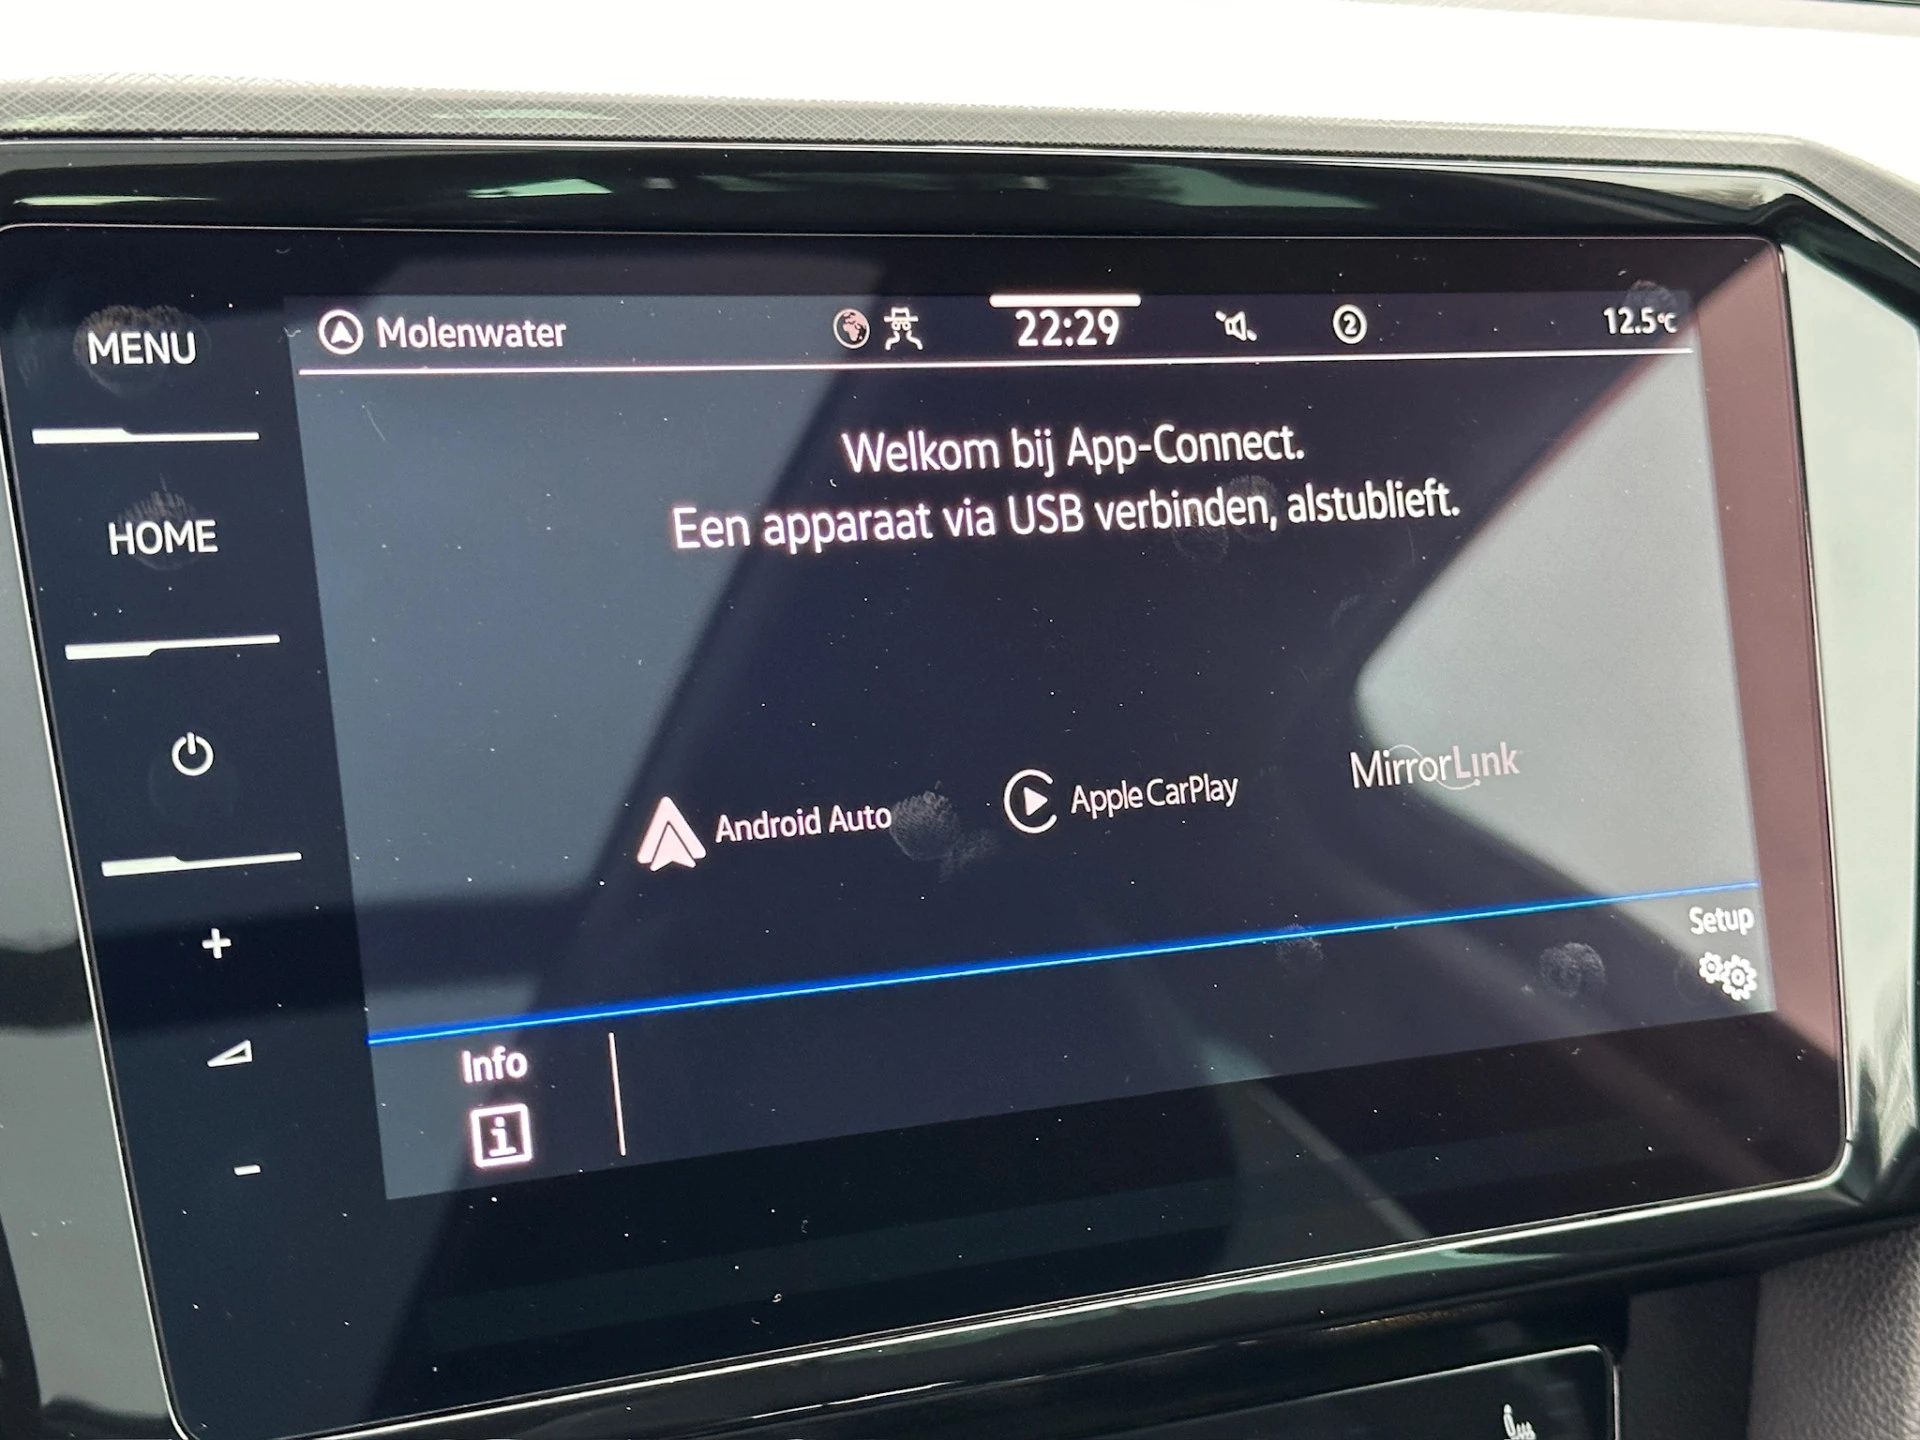 MENU
HOME
Molenwater
22:29
2
12.5°C
Welkom bij App-Connect.
Een apparaat via USB verbinden, alstublieft.
Android Auto
Apple CarPlay
MirrorLink
Setup
Info